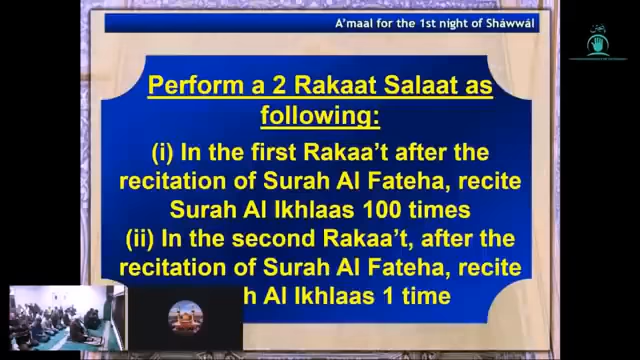 A'maal for the 1st night of Shâwwâl
Perform a 2 Rakaat Salaat as
following:
(i) In the first Rakaa't after the
recitation of Surah Al Fateha, recite
Surah Al Ikhlaas 100 times
(ii) In the second Rakaa't, after the
recitation of Surah Al Fateha, recite
h Al Ikhlaas 1 time